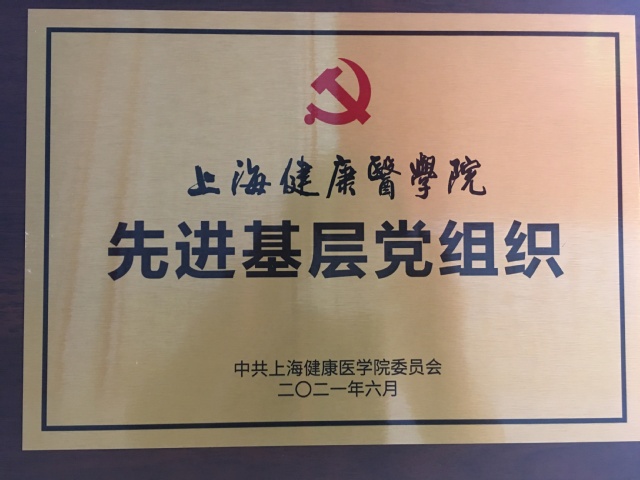 上海健康醫學院
先进基层党组织
中共上海健康医学院委员会
二〇二一年六月